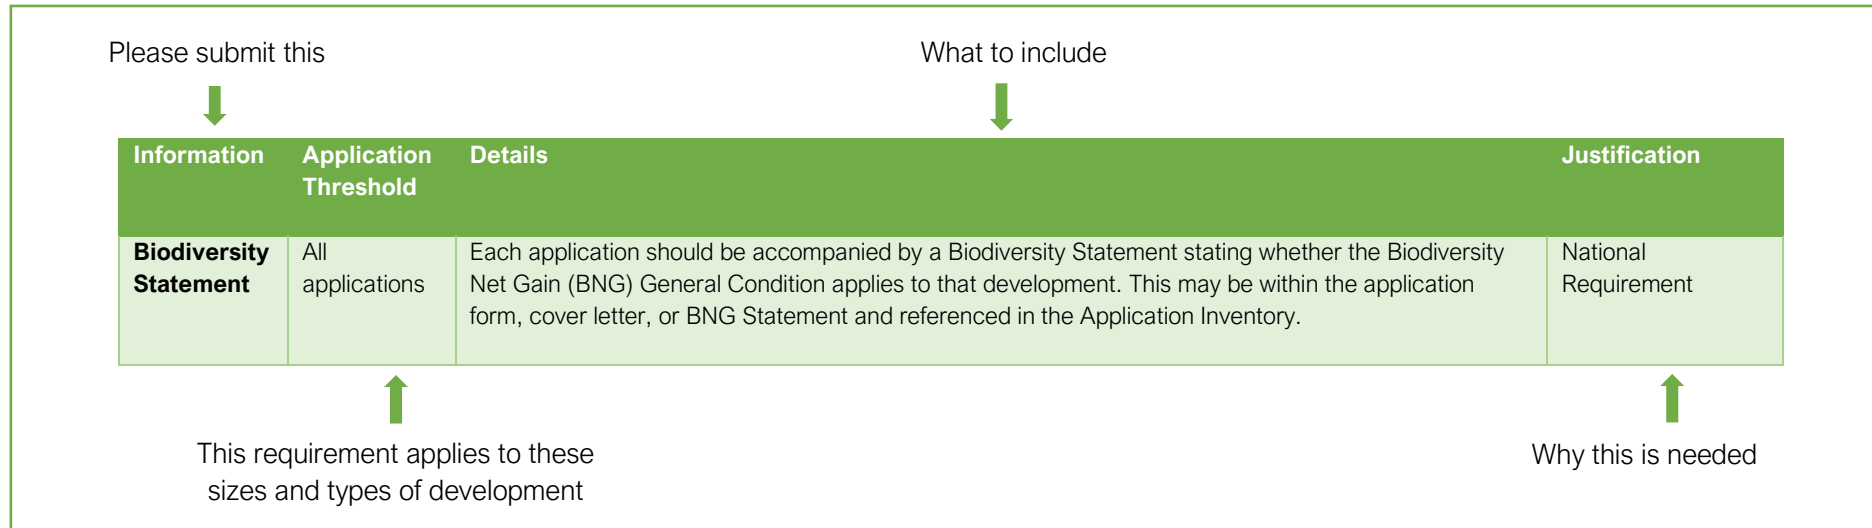 Please submit this
What to include
Information
Application
Threshold
Details
Justification
Biodiversity
Statement
All
applications
Each application should be accompanied by a Biodiversity Statement stating whether the Biodiversity
Net Gain (BNG) General Condition applies to that development. This may be within the application
form, cover letter, or BNG Statement and referenced in the Application Inventory.
National
Requirement
This requirement applies to these
sizes and types of development
Why this is needed